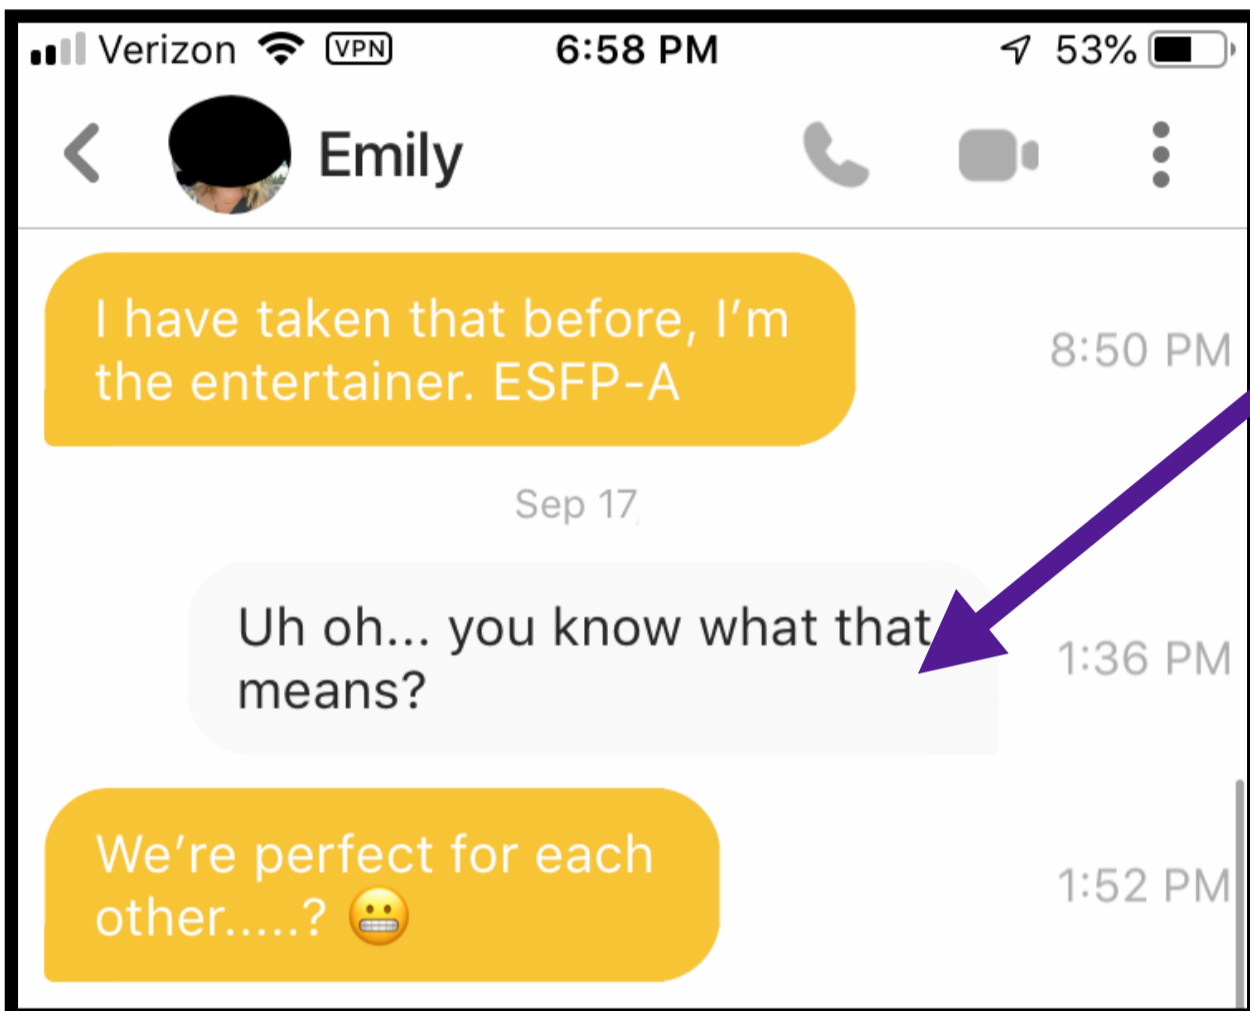 Verizon VPN 6:58 PM 53%
Emily
I have taken that before, I'm
the entertainer. ESFP-A
8:50 PM
Sep 17
Uh oh... you know what that
means?
1:36 PM
We're perfect for each
other.....? 😬
1:52 PM